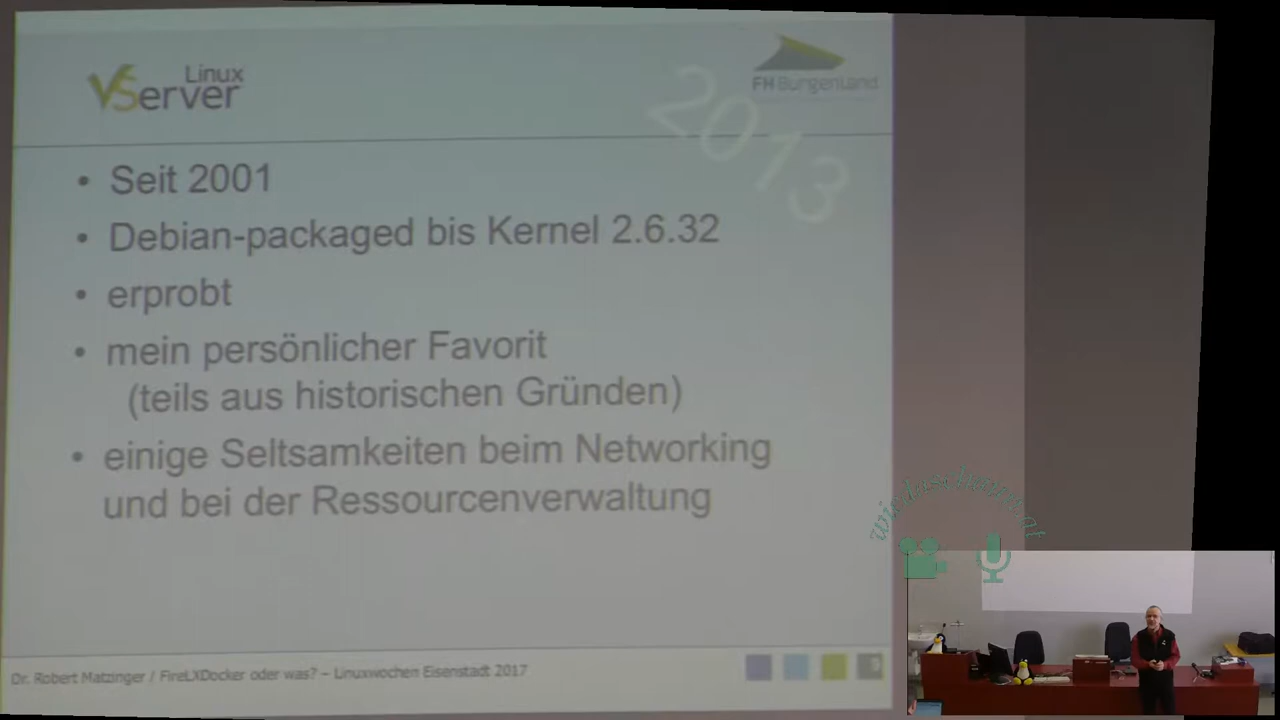 Linux
VServer
FH Burgenland
2013
• Seit 2001
• Debian-packaged bis Kernel 2.6.32
• erprobt
• mein persönlicher Favorit
(teils aus historischen Gründen)
• einige Seltsamkeiten beim Networking
und bei der Ressourcenverwaltung
Dr. Robert Matzinger / FireLXDocker oder was? – Linuxwochen Eisenstadt 2017